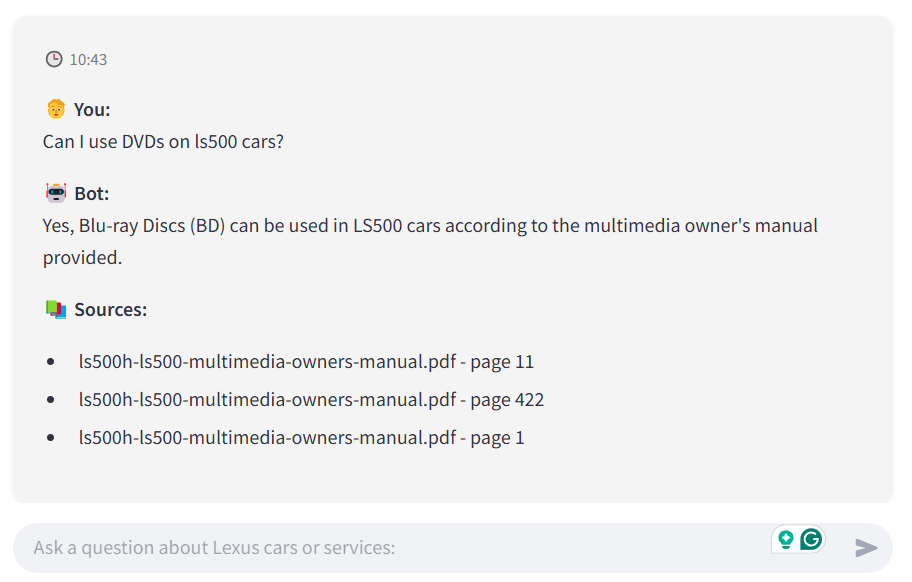 10:43
You:
Can I use DVDs on ls500 cars?
Bot:
Yes, Blu-ray Discs (BD) can be used in LS500 cars according to the multimedia owner's manual
provided.
Sources:
ls500h-ls500-multimedia-owners-manual.pdf - page 11
ls500h-ls500-multimedia-owners-manual.pdf - page 422
ls500h-ls500-multimedia-owners-manual.pdf - page 1
Ask a question about Lexus cars or services: